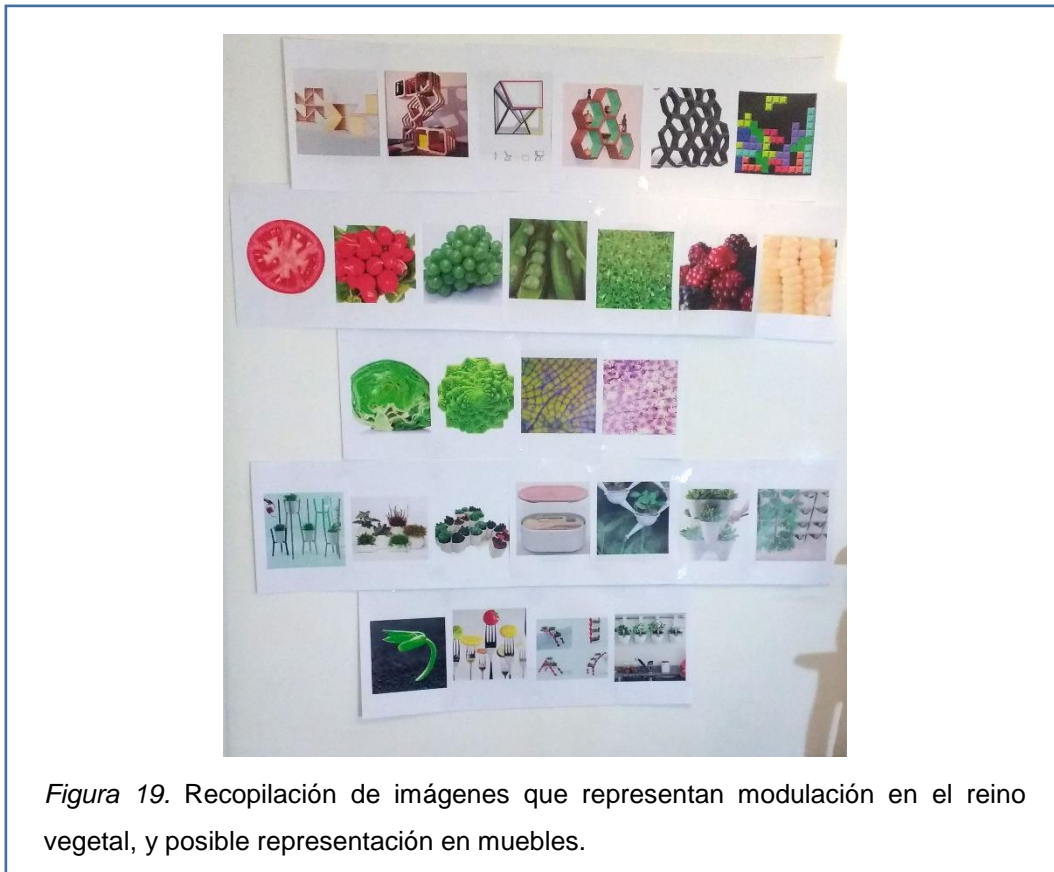 Figura 19. Recopilación de imágenes que representan modulación en el reino
vegetal, y posible representación en muebles.